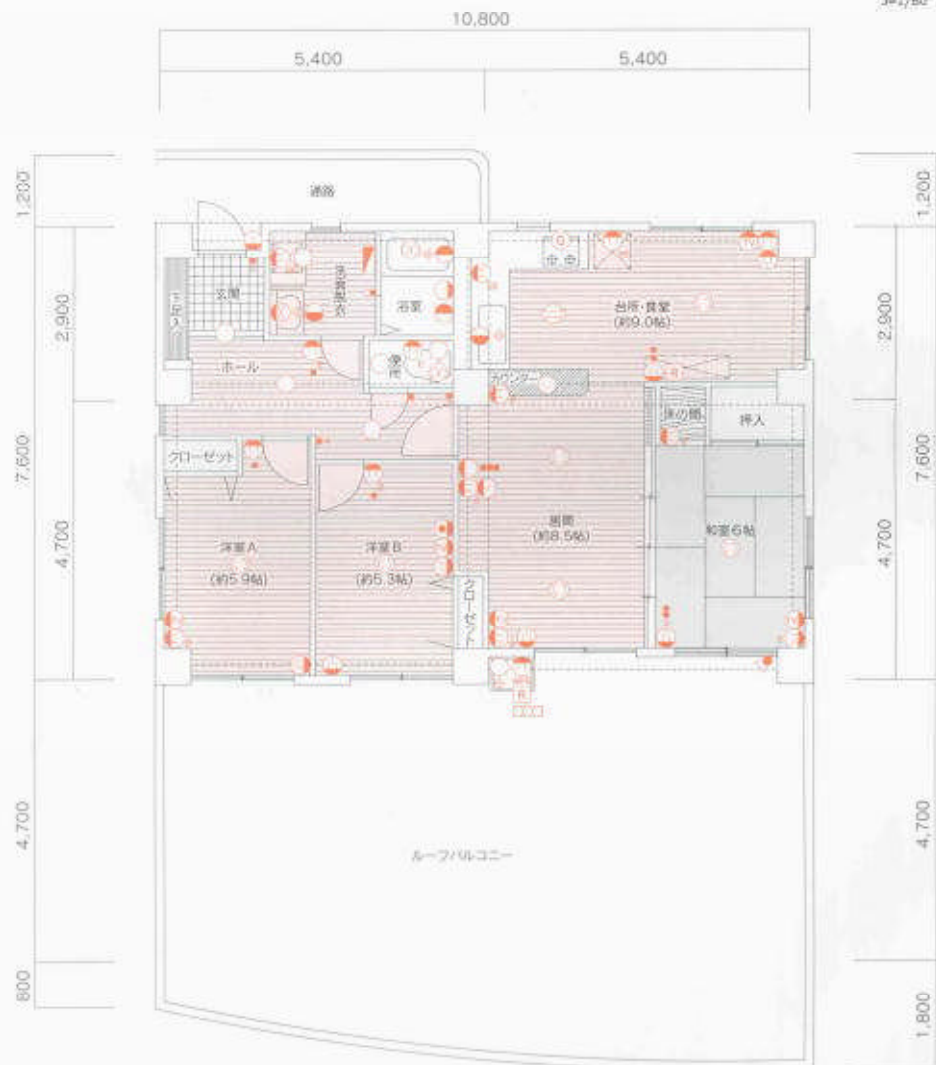 S=1/80
10,800
5,400
5,400
1,200
1,200
通路
2,900
2,900
玄関
下足入
洗面脱衣
浴室
台所・食堂
(約9.0帖)
ホール
便所
カウンター
床の間
押入
7,600
7,600
クローゼット
4,700
4,700
洋室A
(約5.9帖)
洋室B
(約5.3帖)
居間
(約8.5帖)
和室6帖
クローゼット
4,700
4,700
ルーフバルコニー
800
1,800